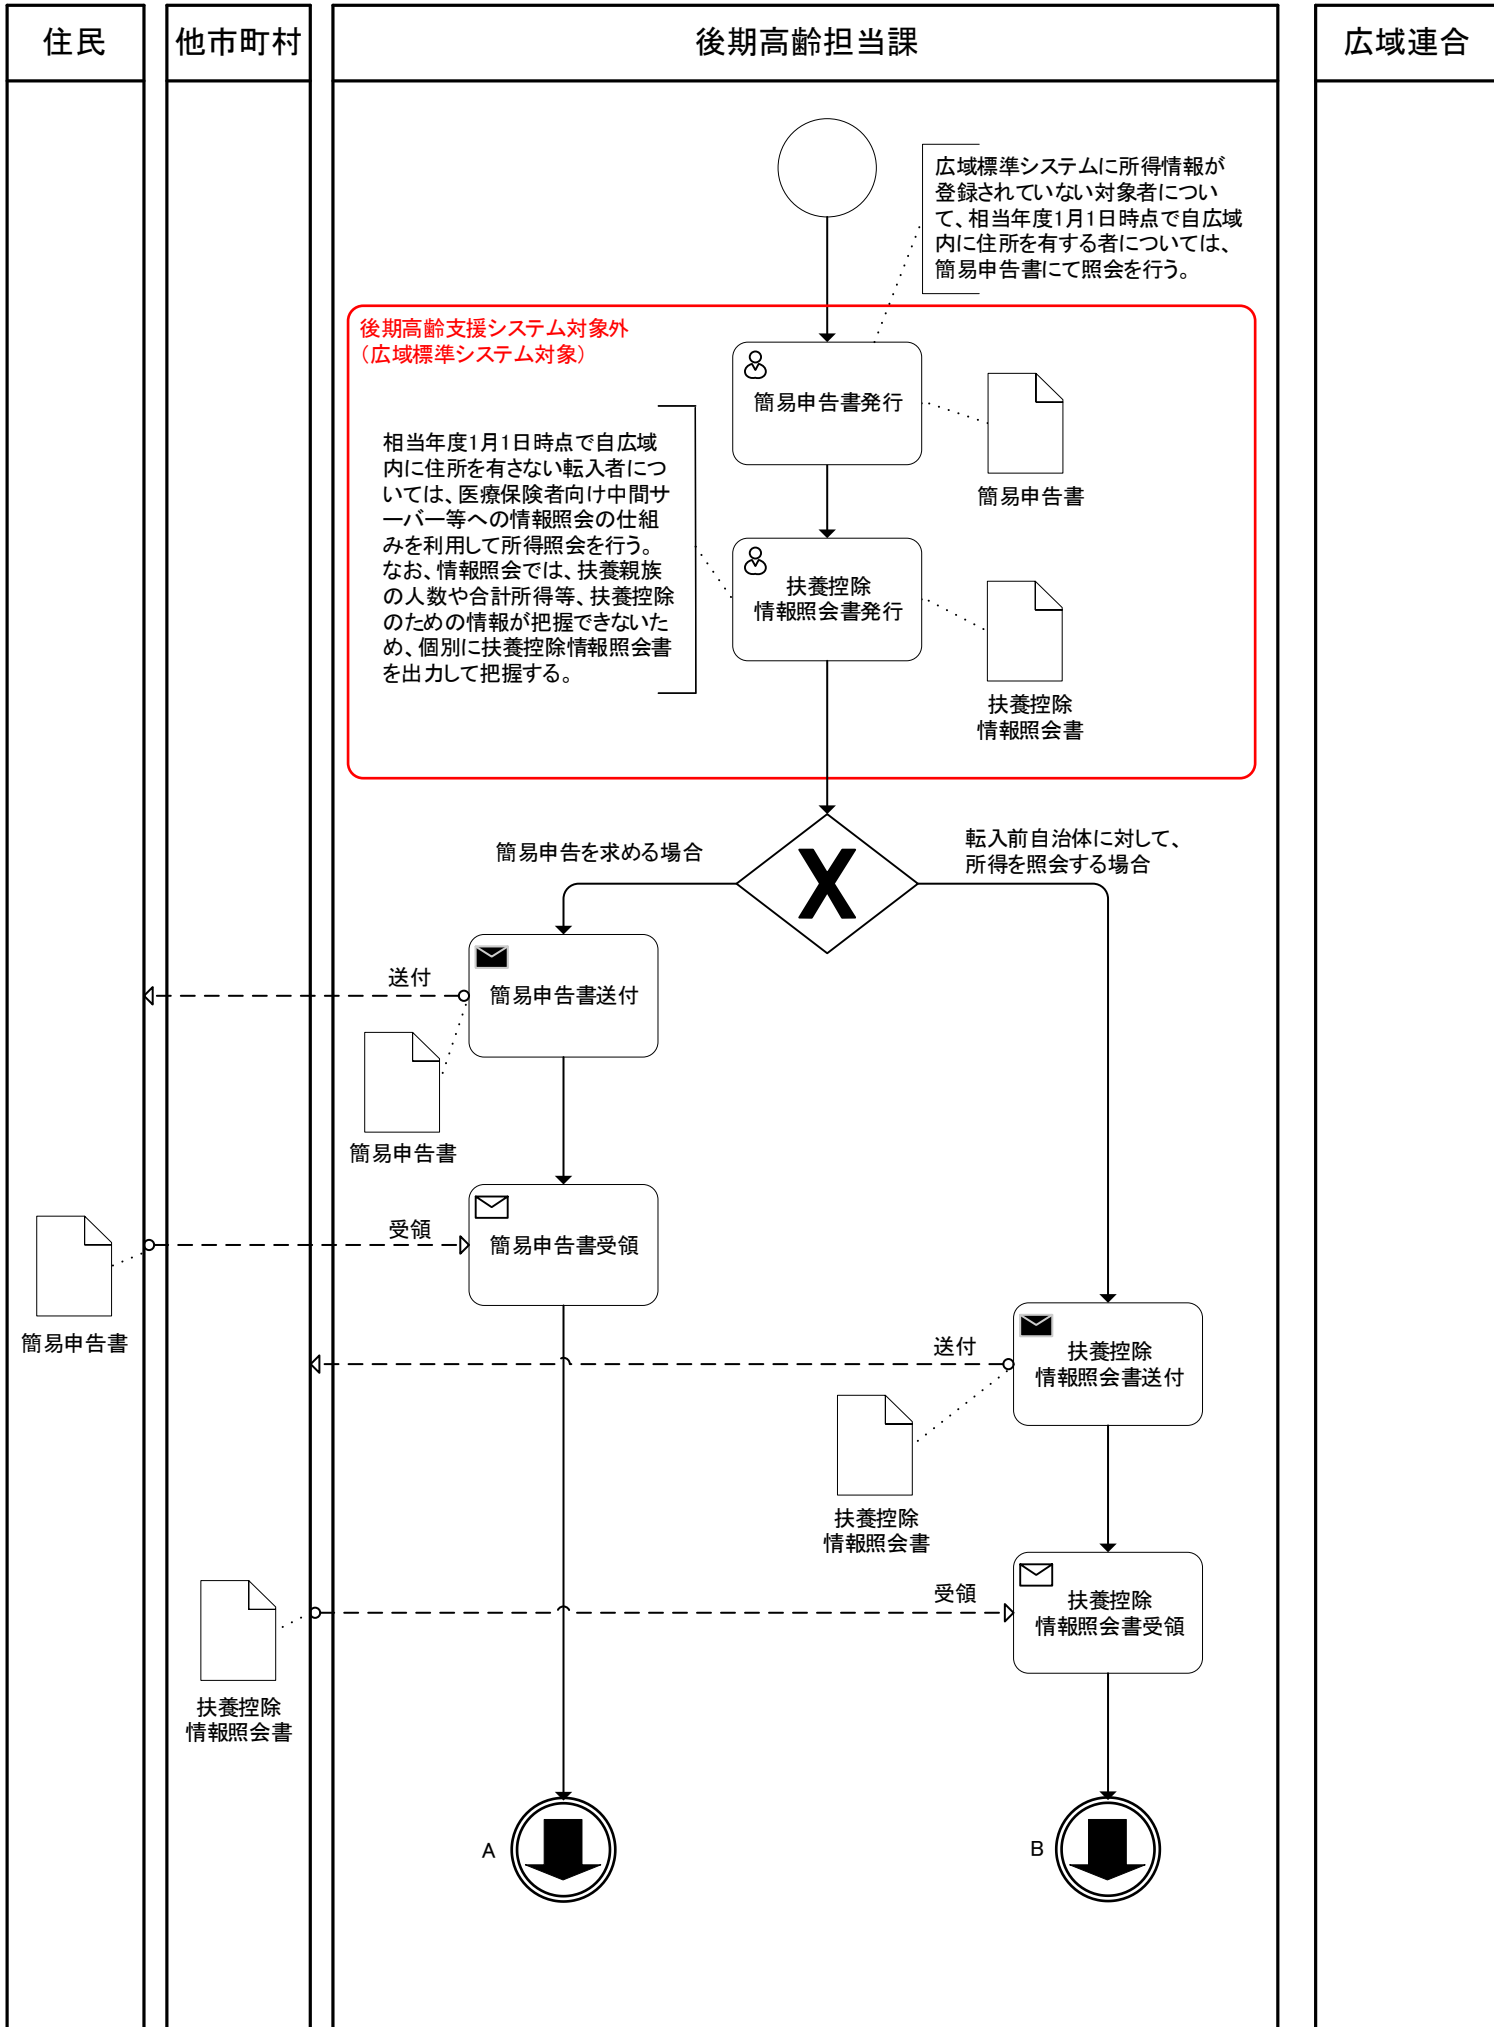 住民
他市町村
後期高齢担当課
広域連合
広域標準システムに所得情報が
登録されていない対象者につい
て、相当年度1月1日時点で自広域
内に住所を有する者については、
簡易申告書にて照会を行う。
後期高齢支援システム対象外
（広域標準システム対象）
簡易申告書発行
簡易申告書
相当年度1月1日時点で自広域
内に住所を有さない転入者につ
いては、医療保険者向け中間サ
ーバー等への情報照会の仕組
みを利用して所得照会を行う。
なお、情報照会では、扶養親族
の人数や合計所得等、扶養控除
のための情報が把握できないた
め、個別に扶養控除情報照会書
を出力して把握する。
扶養控除
情報照会書発行
扶養控除
情報照会書
簡易申告を求める場合
転入前自治体に対して、
所得を照会する場合
X
送付
簡易申告書送付
簡易申告書
受領
簡易申告書受領
簡易申告書
送付
扶養控除
情報照会書送付
扶養控除
情報照会書
受領
扶養控除
情報照会書受領
扶養控除
情報照会書
A
B